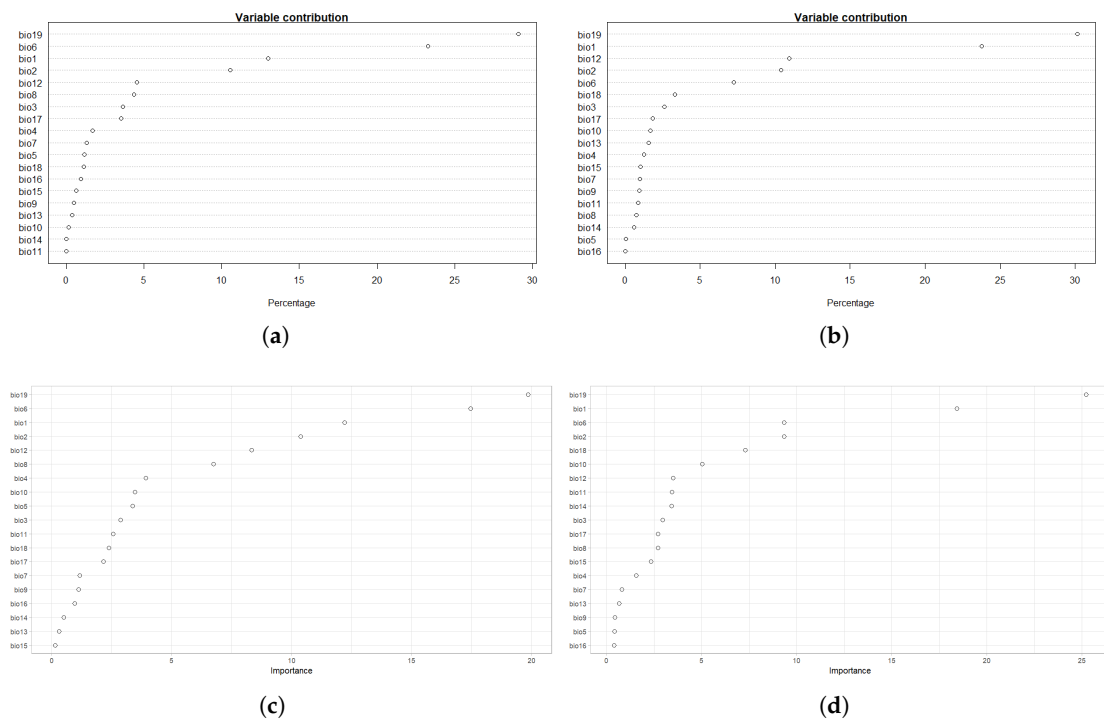 Variable contribution
bio19
bio6
bio1
bio2
bio12
bio8
bio3
bio17
bio4
bio7
bio5
bio18
bio16
bio15
bio9
bio13
bio10
bio14
bio11
0 5 10 15 20 25 30
Percentage
(a)
Variable contribution
bio19
bio1
bio12
bio2
bio6
bio18
bio3
bio17
bio10
bio13
bio4
bio15
bio7
bio9
bio11
bio8
bio14
bio5
bio16
0 5 10 15 20 25 30
Percentage
(b)
bio19
bio6
bio1
bio2
bio12
bio8
bio4
bio10
bio5
bio3
bio11
bio18
bio17
bio7
bio9
bio16
bio14
bio13
bio15
0 5 10 15 20
Importance
(c)
bio19
bio1
bio6
bio2
bio18
bio10
bio12
bio11
bio14
bio3
bio17
bio8
bio15
bio4
bio7
bio13
bio9
bio5
bio16
0 5 10 15 20 25
Importance
(d)